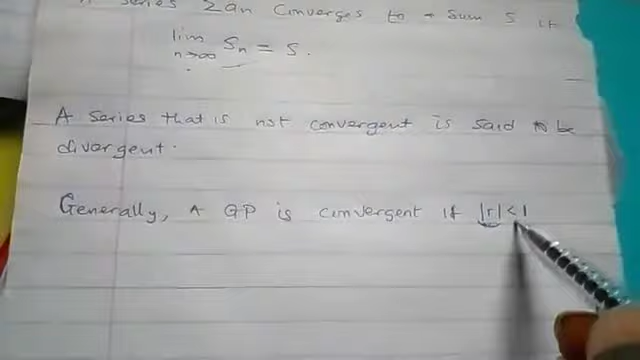 A series Σan converges to a sum S if
lim Sn = S.
n→∞
A series that is not convergent is said to be
divergent.
Generally, A GP is convergent if |r| < 1